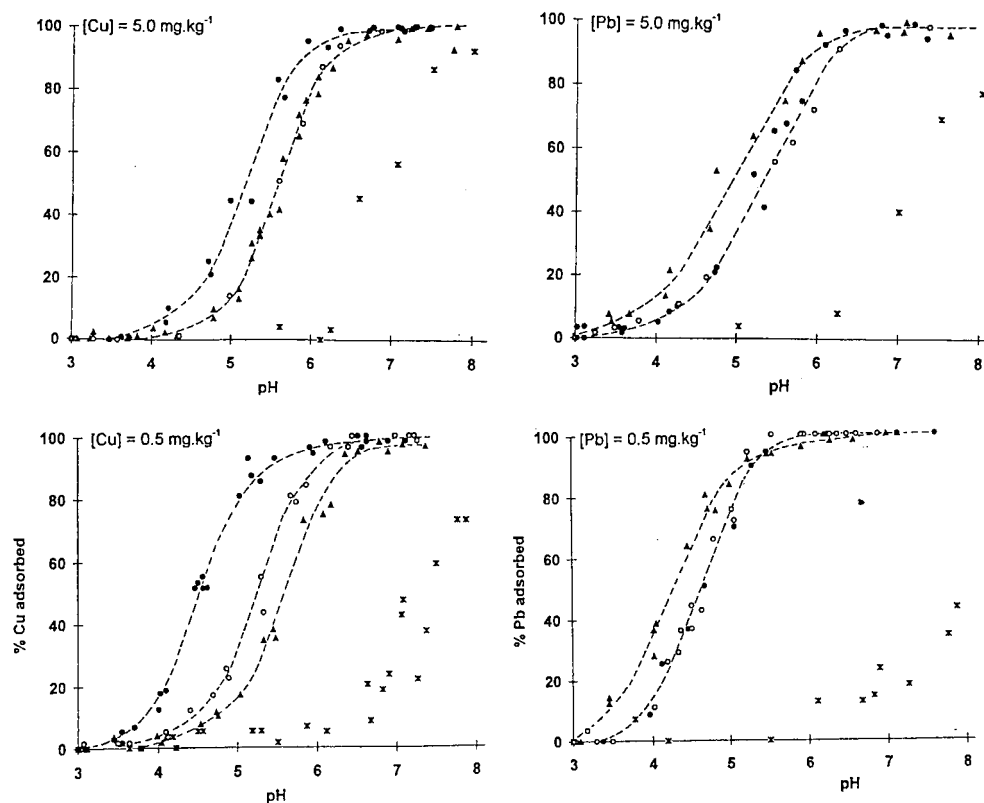 [Cu] = 5.0 mg.kg⁻¹
100
80
60
40
20
0
3 4 5 6 7 8
pH
[Pb] = 5.0 mg.kg⁻¹
100
80
60
40
20
0
3 4 5 6 7 8
pH
[Cu] = 0.5 mg.kg⁻¹
% Cu adsorbed
100
80
60
40
20
0
3 4 5 6 7 8
pH
[Pb] = 0.5 mg.kg⁻¹
% Pb adsorbed
100
80
60
40
20
0
3 4 5 6 7 8
pH